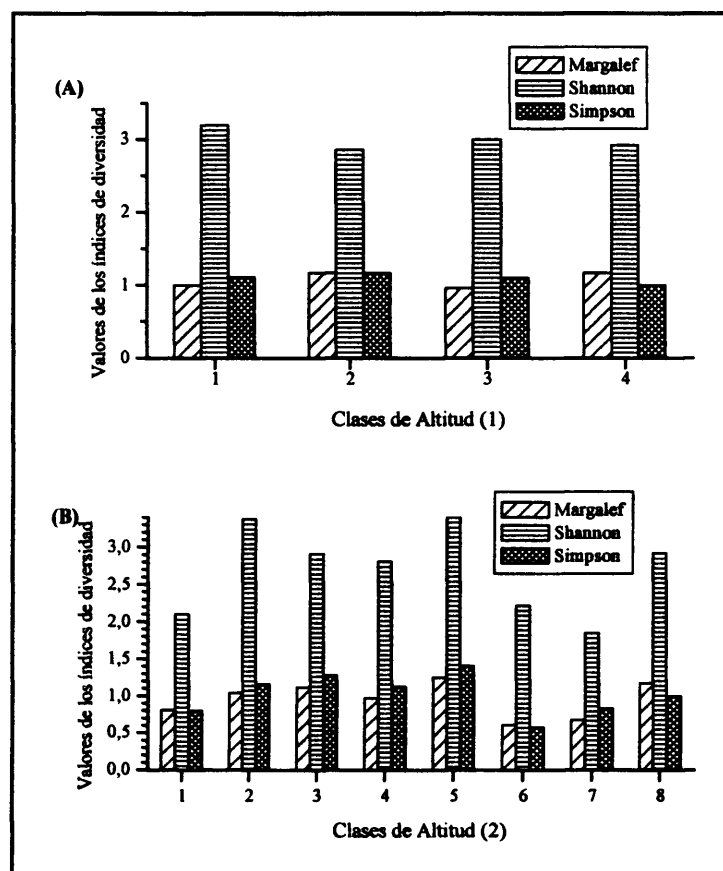 (A)
Margalef
Shannon
Simpson
Valores de los índices de diversidad
3
2
1
0
1 2 3 4
Clases de Altitud (1)
(B)
Margalef
Shannon
Simpson
Valores de los índices de diversidad
3,0
2,5
2,0
1,5
1,0
0,5
0,0
1 2 3 4 5 6 7 8
Clases de Altitud (2)